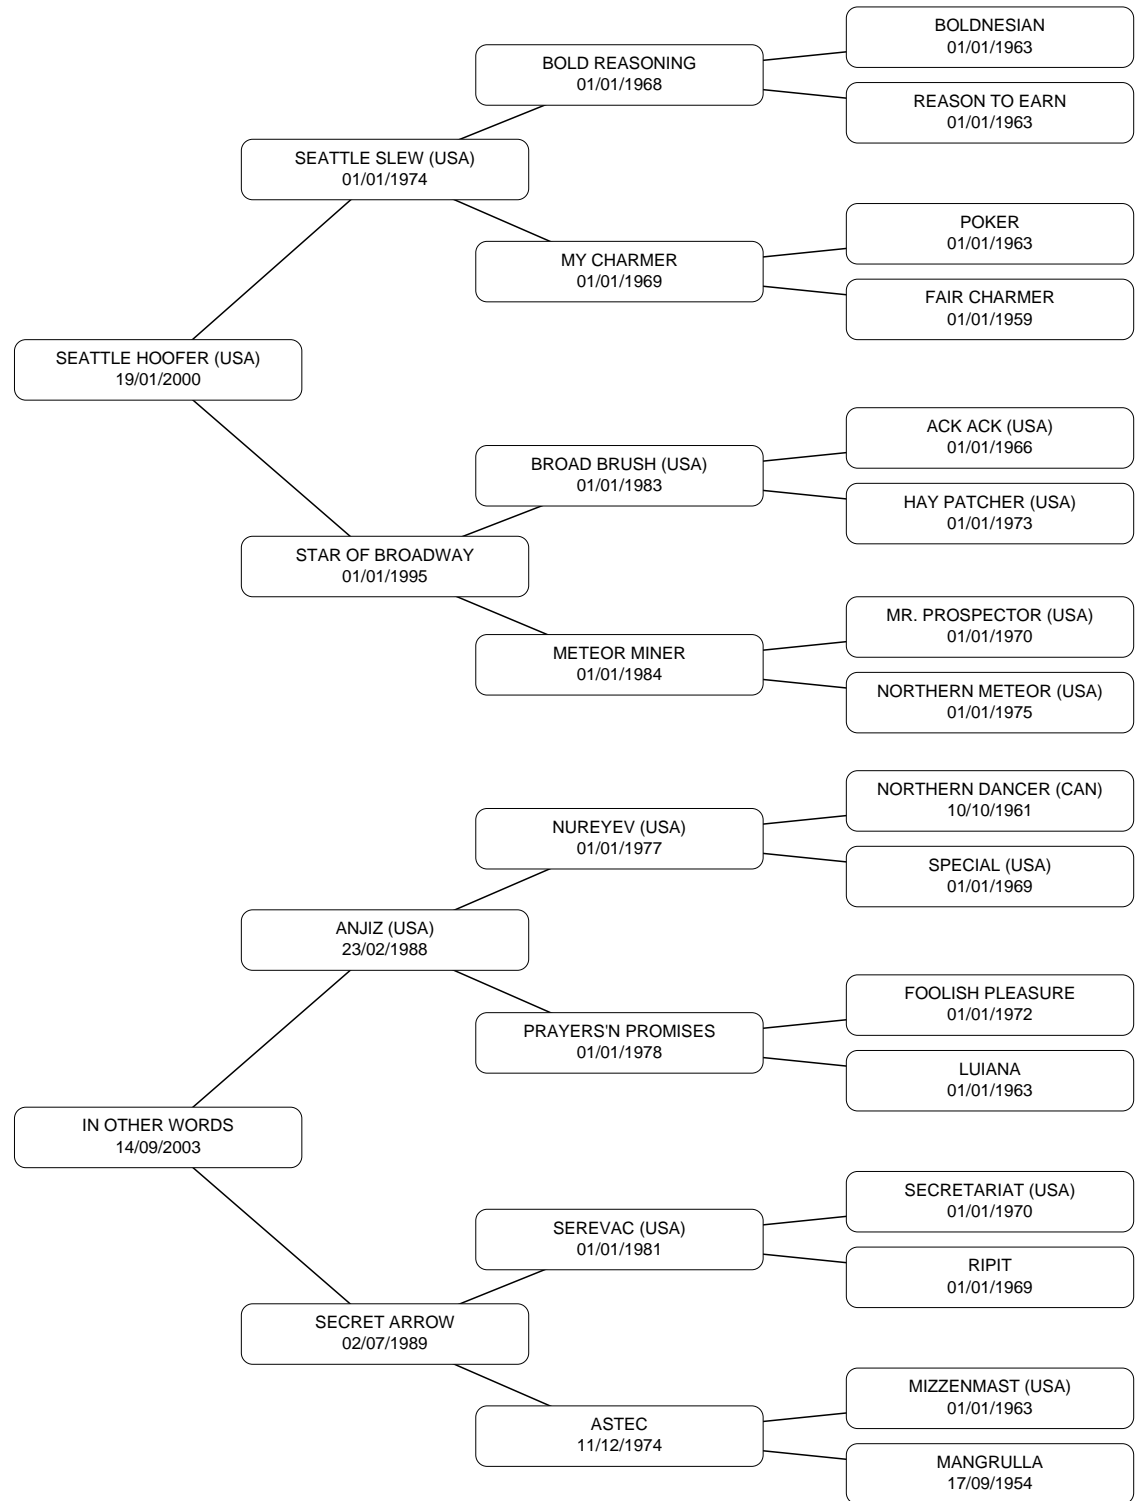 BOLDNESIAN
01/01/1963
BOLD REASONING
01/01/1968
REASON TO EARN
01/01/1963
SEATTLE SLEW (USA)
01/01/1974
POKER
01/01/1963
MY CHARMER
01/01/1969
FAIR CHARMER
01/01/1959
SEATTLE HOOFER (USA)
19/01/2000
ACK ACK (USA)
01/01/1966
BROAD BRUSH (USA)
01/01/1983
HAY PATCHER (USA)
01/01/1973
STAR OF BROADWAY
01/01/1995
MR. PROSPECTOR (USA)
01/01/1970
METEOR MINER
01/01/1984
NORTHERN METEOR (USA)
01/01/1975
NORTHERN DANCER (CAN)
10/10/1961
NUREYEV (USA)
01/01/1977
SPECIAL (USA)
01/01/1969
ANJIZ (USA)
23/02/1988
FOOLISH PLEASURE
01/01/1972
PRAYERS'N PROMISES
01/01/1978
LUIANA
01/01/1963
IN OTHER WORDS
14/09/2003
SECRETARIAT (USA)
01/01/1970
SEREVAC (USA)
01/01/1981
RIPIT
01/01/1969
SECRET ARROW
02/07/1989
MIZZENMAST (USA)
01/01/1963
ASTEC
11/12/1974
MANGRULLA
17/09/1954